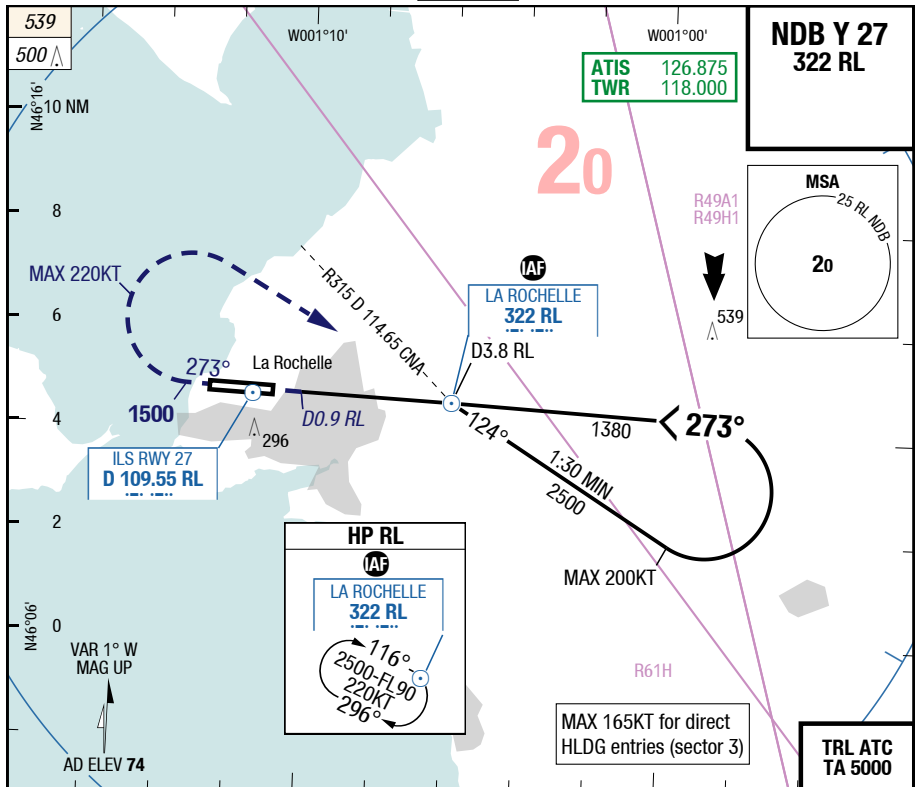 539
500
W001°10'
W001°00'
NDB Y 27
322 RL
ATIS 126.875
TWR 118.000
N46°16'
10 NM
20
R49A1
R49H1
MSA
25 RL NDB
20
8
MAX 220KT
R315 D 114.65 CNA
IAF
LA ROCHELLE
322 RL
539
6
D3.8 RL
La Rochelle
273°
1500
D0.9 RL
4
296
124°
1380
273°
ILS RWY 27
D 109.55 RL
1:30 MIN
2500
2
HP RL
IAF
LA ROCHELLE
322 RL
MAX 200KT
N46°06'
0
116°
2500-FL90
220KT
296°
VAR 1° W
MAG UP
R61H
MAX 165KT for direct
HLDG entries (sector 3)
AD ELEV 74
TRL ATC
TA 5000